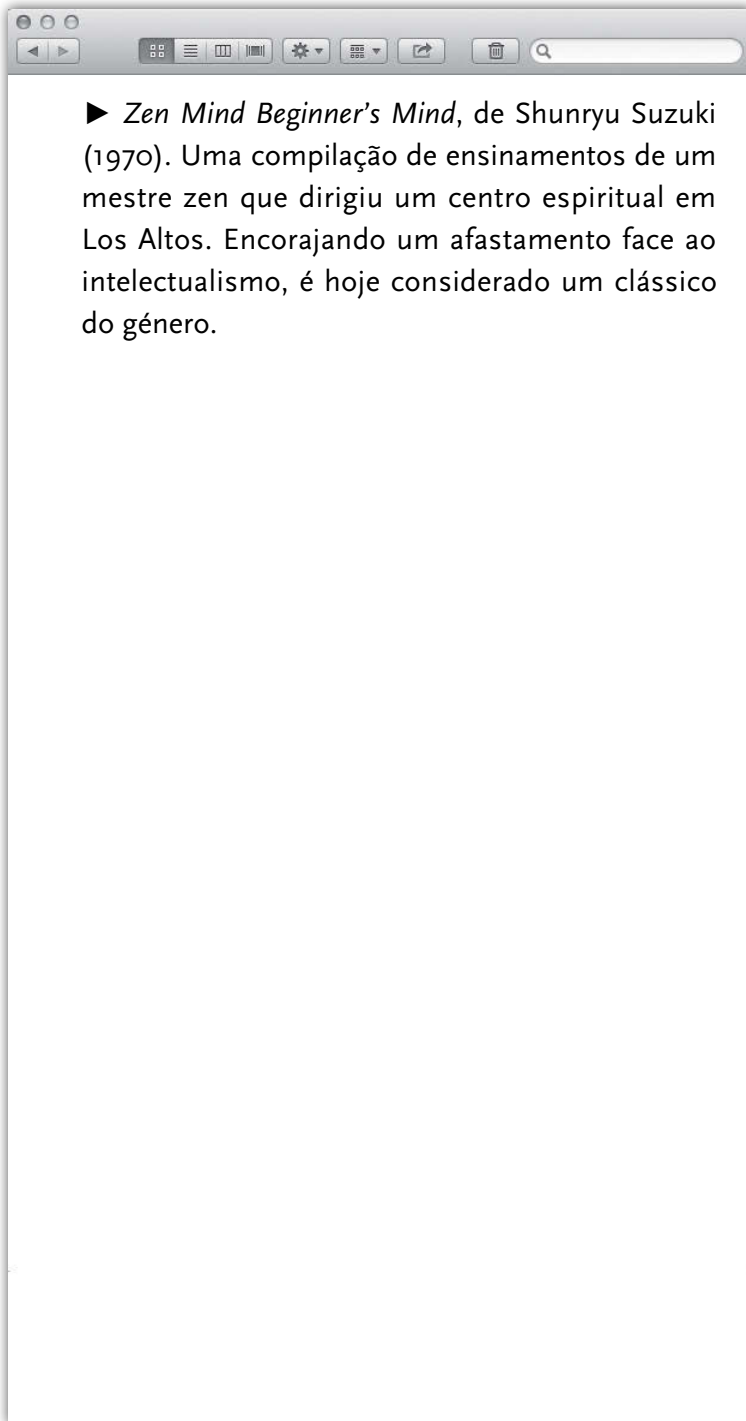 ► Zen Mind Beginner’s Mind, de Shunryu Suzuki
(1970). Uma compilação de ensinamentos de um
mestre zen que dirigiu um centro espiritual em
Los Altos. Encorajando um afastamento face ao
intelectualismo, é hoje considerado um clássico
do género.